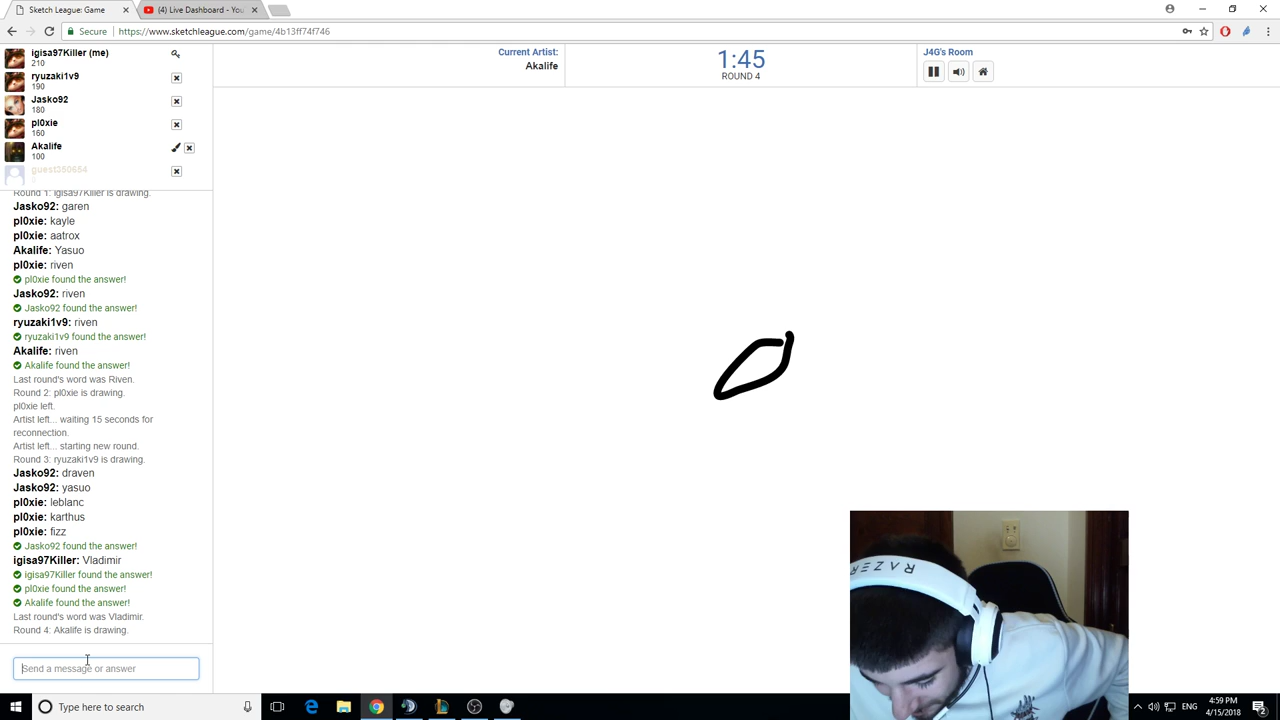 Sketch League: Game
(4) Live Dashboard - You
Secure
https://www.sketchleague.com/game/4b13ff74f746
igisa97Killer (me)
210
ryuzaki1v9
190
Jasko92
180
pl0xie
160
Akalife
100
Current Artist:
Akalife
1:45
ROUND 4
J4G's Room
Round 1: igisa97Killer is drawing.
Jasko92: garen
pl0xie: kayle
pl0xie: aatrox
Akalife: Yasuo
pl0xie: riven
pl0xie found the answer!
Jasko92: riven
Jasko92 found the answer!
ryuzaki1v9: riven
ryuzaki1v9 found the answer!
Akalife: riven
Akalife found the answer!
Last round's word was Riven.
Round 2: pl0xie is drawing.
pl0xie left.
Artist left... waiting 15 seconds for
reconnection.
Artist left... starting new round.
Round 3: ryuzaki1v9 is drawing.
Jasko92: draven
Jasko92: yasuo
pl0xie: leblanc
pl0xie: karthus
pl0xie: fizz
Jasko92 found the answer!
igisa97Killer: Vladimir
igisa97Killer found the answer!
pl0xie found the answer!
Akalife found the answer!
Last round's word was Vladimir.
Round 4: Akalife is drawing.
Send a message or answer
RAZER
Type here to search
ENG
4:59 PM
4/15/2018
2